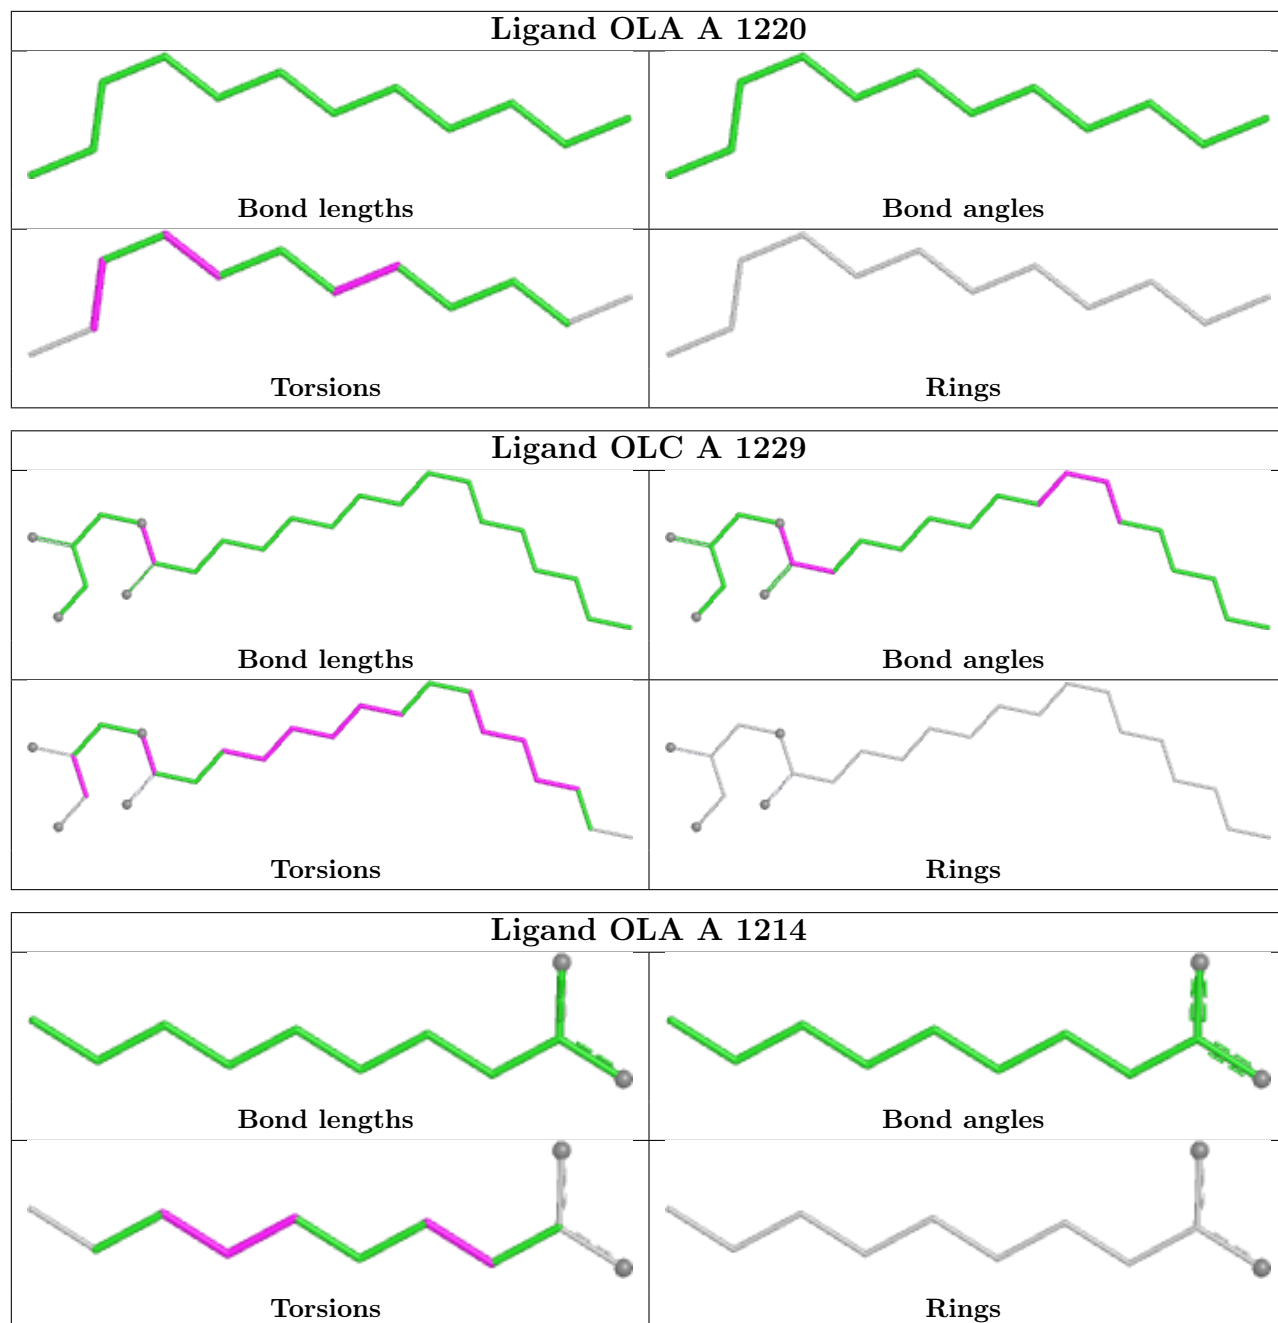 Ligand OLA A 1220
Bond lengths
Bond angles
Torsions
Rings
Ligand OLC A 1229
Bond lengths
Bond angles
Torsions
Rings
Ligand OLA A 1214
Bond lengths
Bond angles
Torsions
Rings